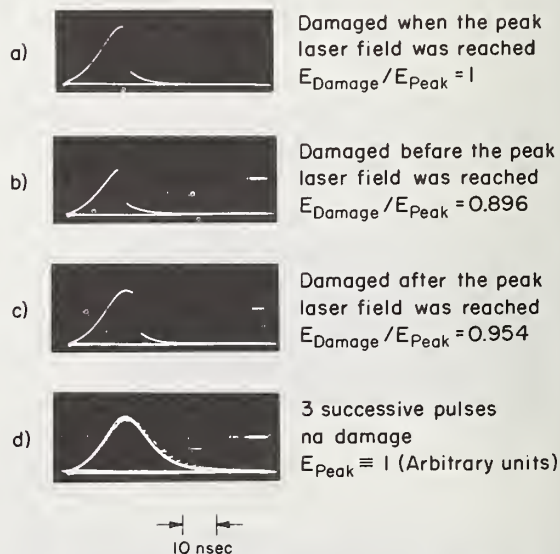 a)
Damaged when the peak
laser field was reached
E_Damage/E_Peak = 1
b)
Damaged befare the peak
laser field was reached
E_Damage/E_Peak = 0.896
c)
Damaged after the peak
laser field was reached
E_Damage/E_Peak = 0.954
d)
3 successive pulses
na damage
E_Peak ≡ 1 (Arbitrary units)
10 nsec